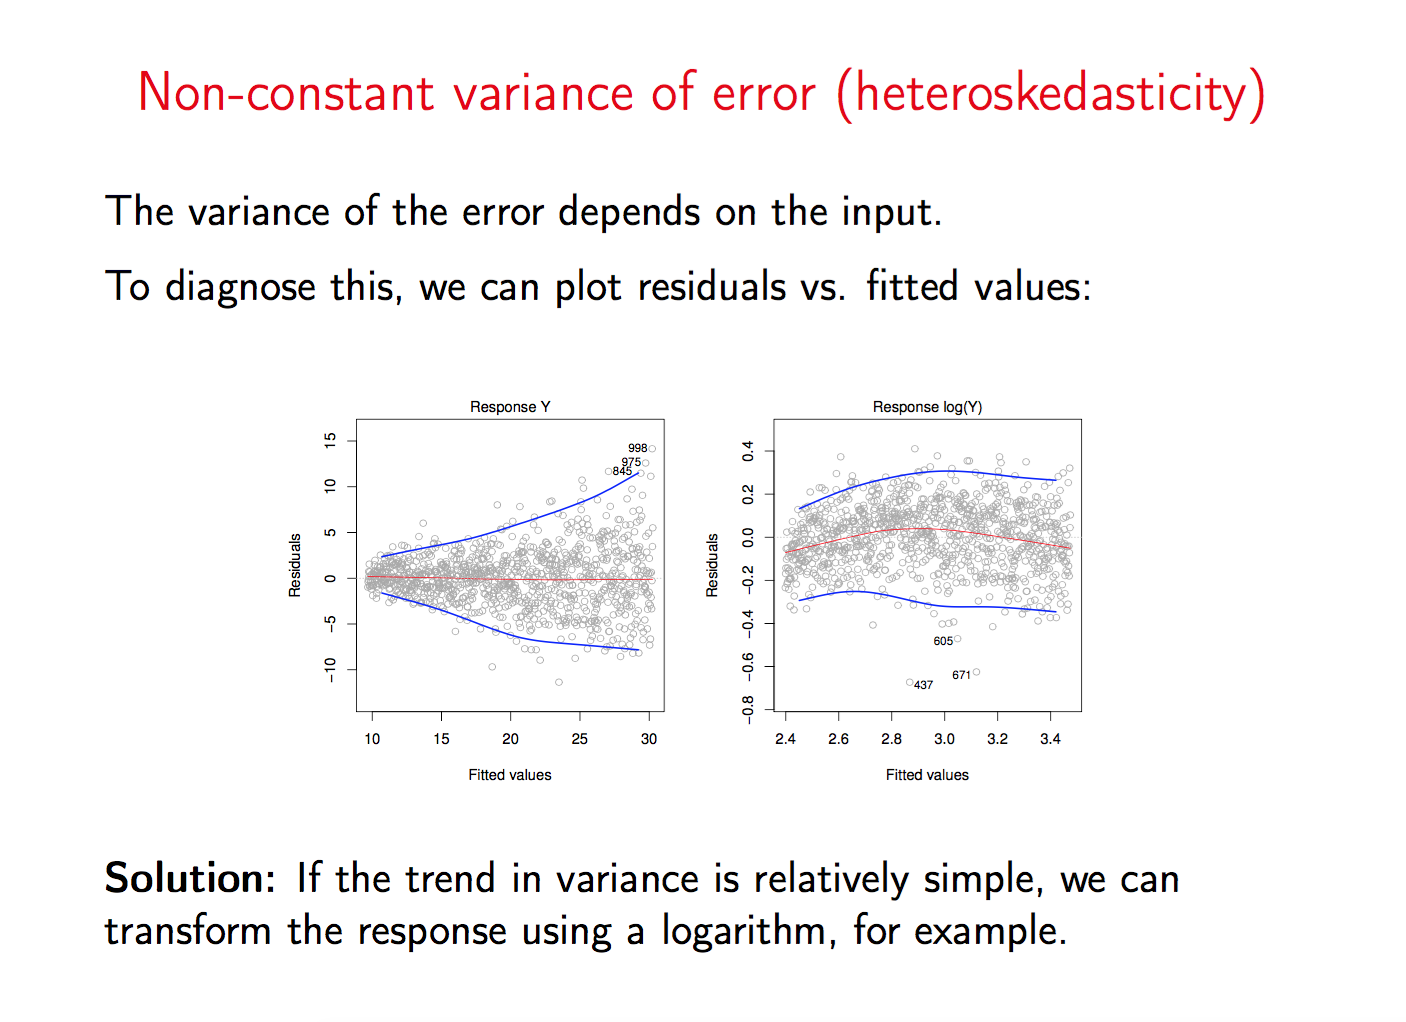 Non-constant variance of error (heteroskedasticity)
The variance of the error depends on the input.
To diagnose this, we can plot residuals vs. fitted values:
Response Y
Residuals
15
10
5
0
−5
−10
998
975
845
10 15 20 25 30
Fitted values
Response log(Y)
Residuals
0.4
0.2
0.0
−0.2
−0.4
−0.6
−0.8
605
671
437
2.4 2.6 2.8 3.0 3.2 3.4
Fitted values
Solution: If the trend in variance is relatively simple, we can
transform the response using a logarithm, for example.